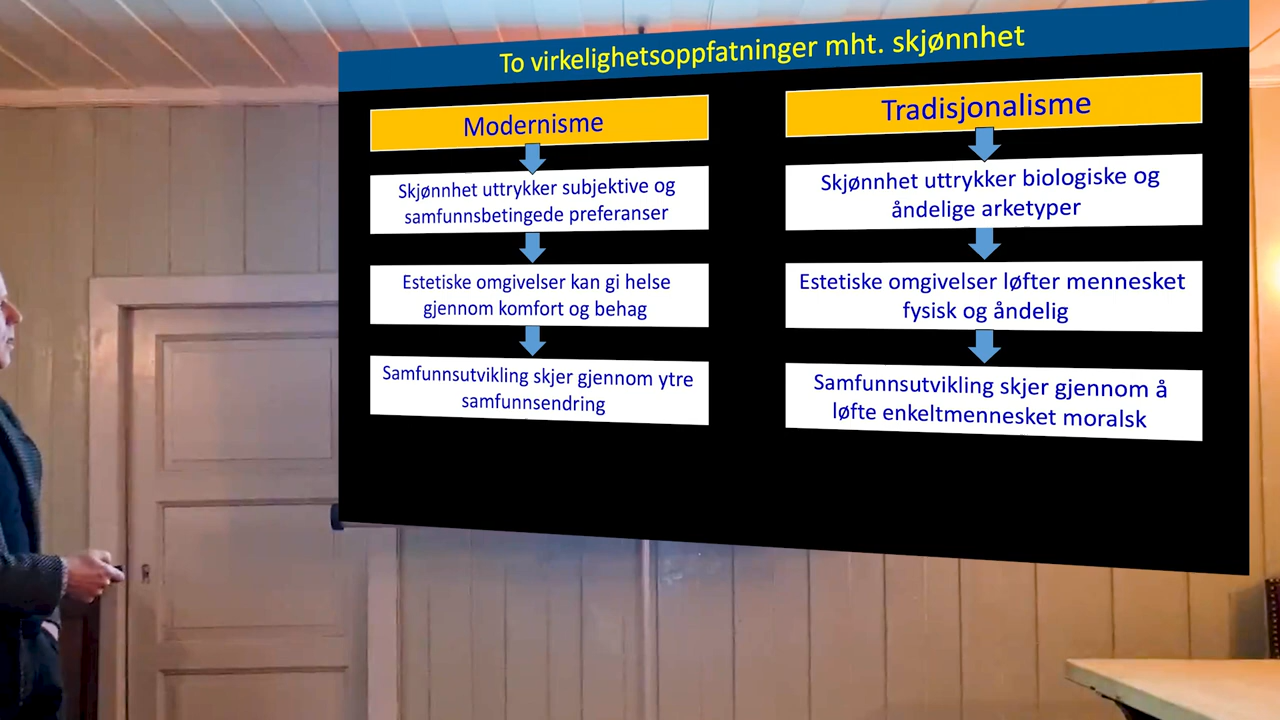 To virkelighetsoppfatninger mht. skjønnhet
Modernisme
Skjønnhet uttrykker subjektive og
samfunnsbetingede preferanser
Estetiske omgivelser kan gi helse
gjennom komfort og behag
Samfunnsutvikling skjer gjennom ytre
samfunnsendring
Tradisjonalisme
Skjønnhet uttrykker biologiske og
åndelige arketyper
Estetiske omgivelser løfter mennesket
fysisk og åndelig
Samfunnsutvikling skjer gjennom å
løfte enkeltmennesket moralsk